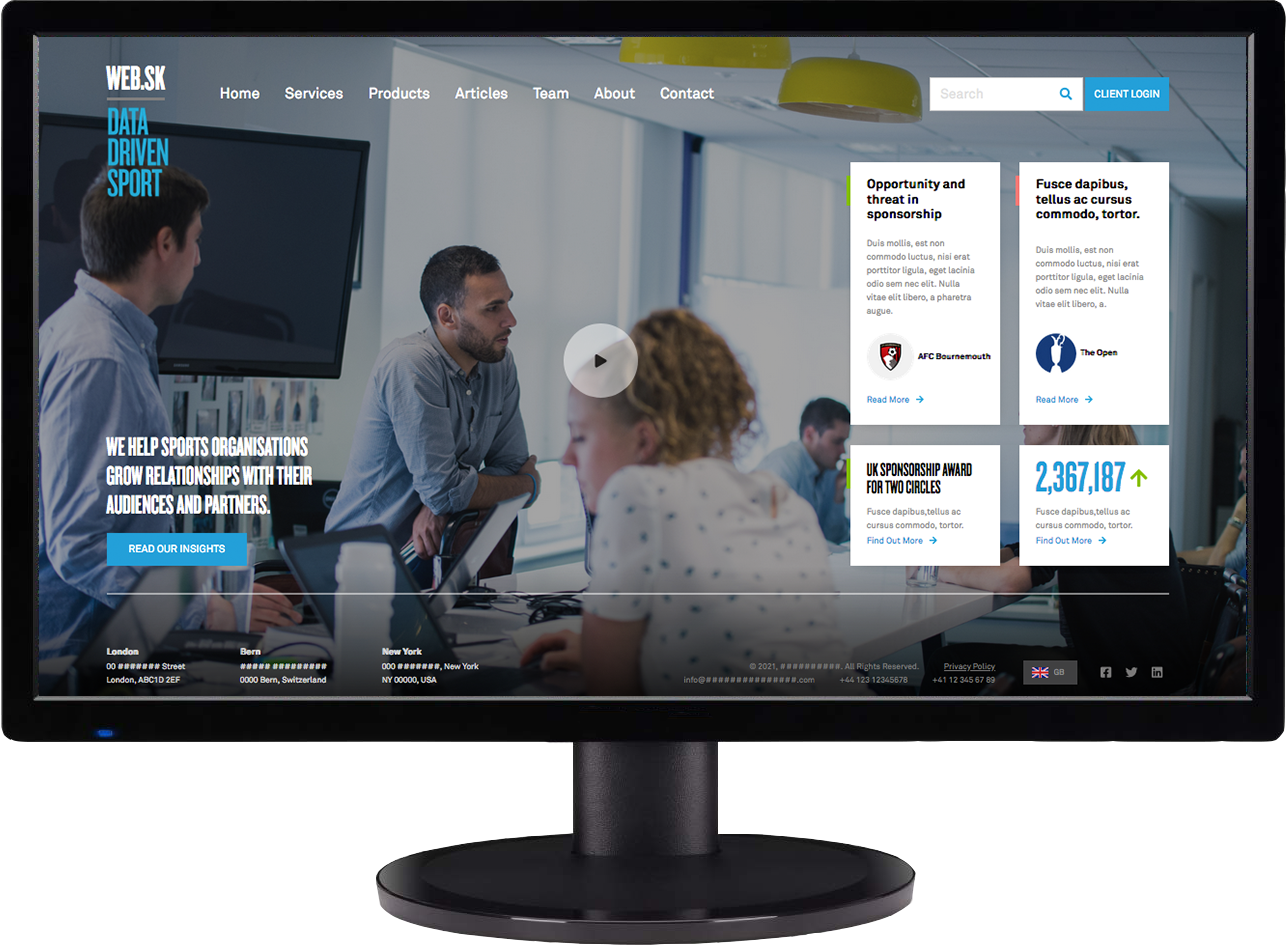 WEB.SK
DATA
DRIVEN
SPORT
Home Services Products Articles Team About Contact
Search
CLIENT LOGIN
Opportunity and
threat in
sponsorship
Duis mollis, est non
commodo luctus, nisi erat
porttitor ligula, eget lacinia
odio sem nec elit. Nulla
vitae elit libero, a pharetra
augue.
AFC Bournemouth
Read More
Fusce dapibus,
tellus ac cursus
commodo, tortor.
Duis mollis, est non
commodo luctus, nisi erat
porttitor ligula, eget lacinia
odio sem nec elit. Nulla
vitae elit libero, a.
The Open
Read More
WE HELP SPORTS ORGANISATIONS
GROW RELATIONSHIPS WITH THEIR
AUDIENCES AND PARTNERS.
READ OUR INSIGHTS
UK SPONSORSHIP AWARD
FOR TWO CIRCLES
Fusce dapibus,tellus ac
cursus commodo, tortor.
Find Out More
2,367,187
Fusce dapibus,tellus ac
cursus commodo, tortor.
Find Out More
London
00 ####### Street
London, ABC1D 2EF
Bern
##### #########
0000 Bern, Switzerland
New York
000 #######, New York
NY 00000, USA
© 2021, ##########. All Rights Reserved. Privacy Policy
info@###############.com +44 123 12345678 +41 12 345 67 89
GB